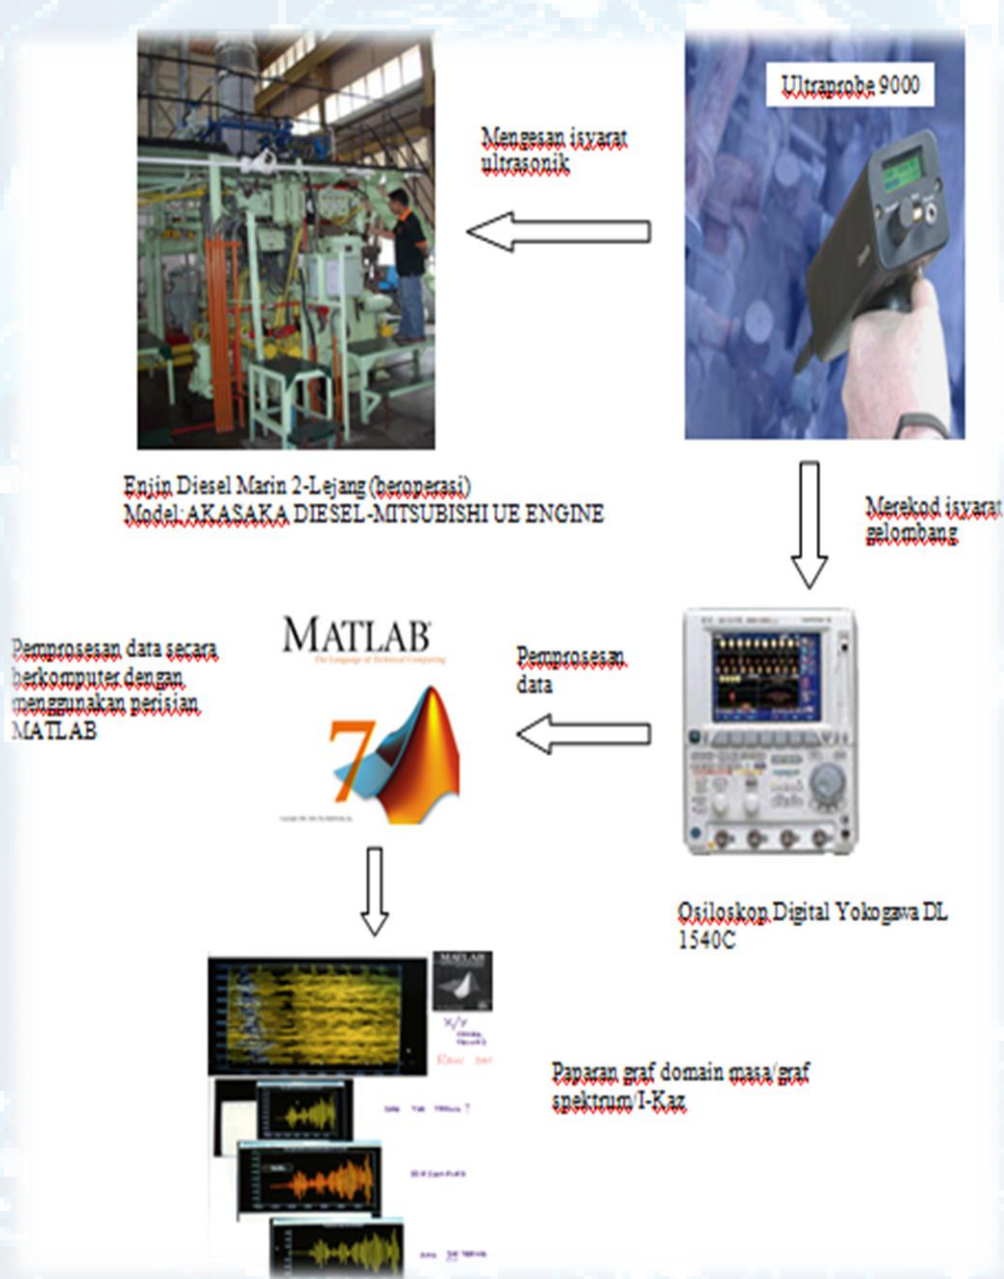 Ultraprobe 9000
Mengesan isyarat
ultrasonik
Enjin Diesel Marin 2-Lejang (beroperasi)
Model: AKASAKA DIESEL-MITSUBISHI UE ENGINE
Merekod isyarat
gelombang
Pemprosesan data secara
berkomputer dengan
menggunakan perisian
MATLAB
MATLAB
The Language of Technical Computing
7
Pemprosesan
data
Osiloskop Digital Yokogawa DL
1540C
MATLAB
X/Y
Raw
Paparan graf domain masa/graf
spektrum/I-Kaz